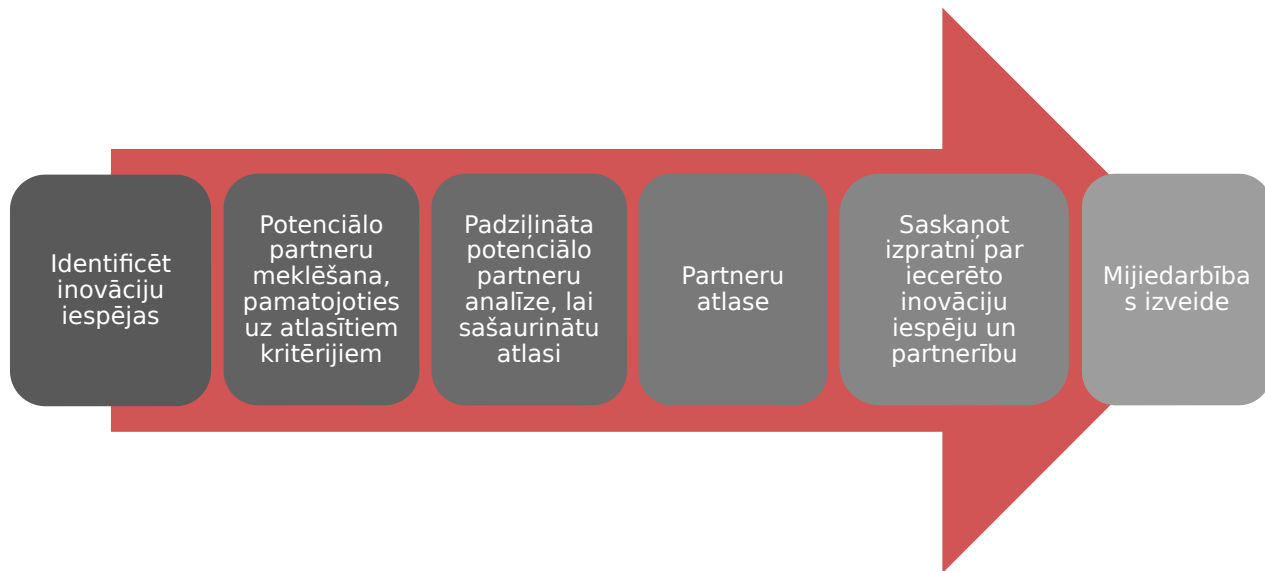 Identificēt
inovāciju
iespējas
Potenciālo
partneru
meklēšana,
pamatojoties
uz atlasītiem
kritērijiem
Padziļināta
potenciālo
partneru
analīze, lai
sašaurinātu
atlasi
Partneru
atlase
Saskaņot
izpratni par
iecerēto
inovāciju
iespēju un
partnerību
Mijiedarbība
s izveide